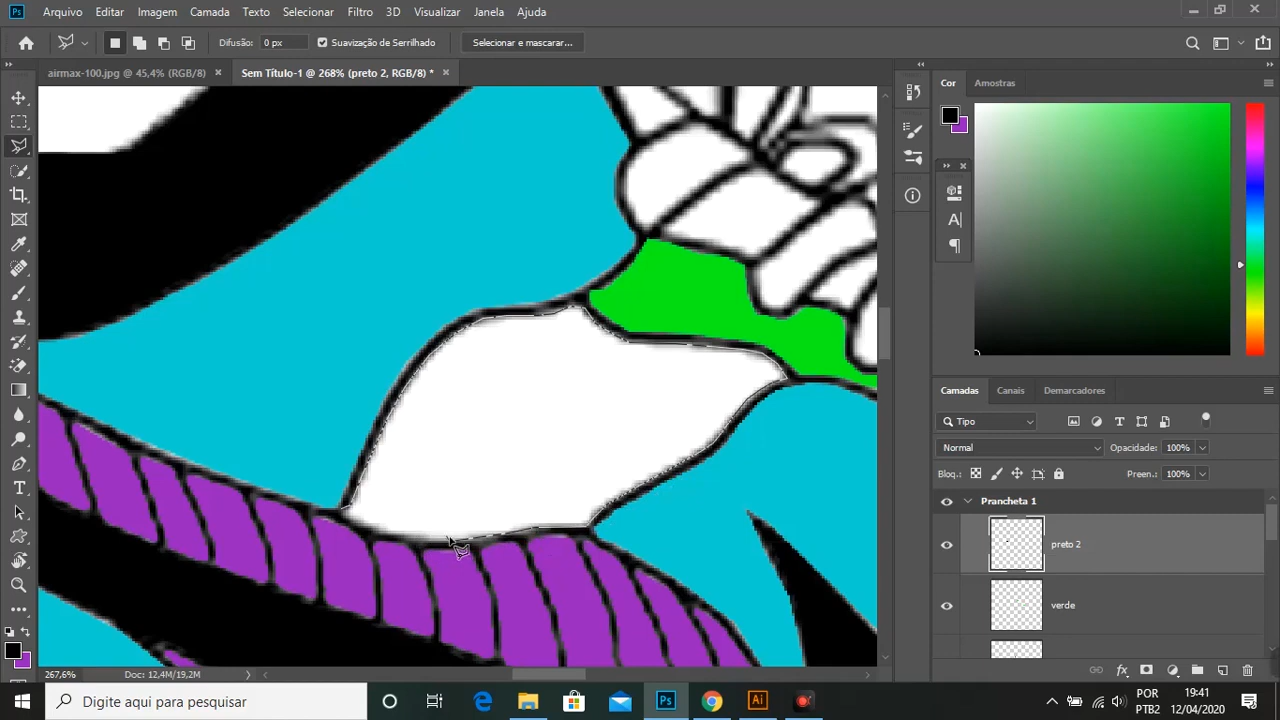 Ps Arquivo Editar Imagem Camada Texto Selecionar Filtro 3D Visualizar Janela Ajuda
Difusão: 0 px Suavização de Serrilhado Selecionar e mascarar...
airmax-100.jpg @ 45,4% (RGB/8) × Sem Título-1 @ 268% (preto 2, RGB/8) * ×
Cor Amostras
Camadas Canais Demarcadores
Tipo
Normal Opacidade: 100%
Bloq.: Preen.: 100%
Prancheta 1
preto 2
verde
267,6% Doc: 12,4M/19,2M
Digite aqui para pesquisar
Ps Ai
POR
PTB2
14:41
12/04/2020